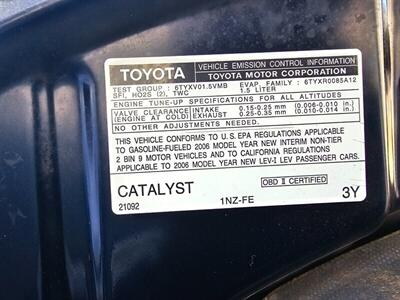 TOYOTA
VEHICLE EMISSION CONTROL INFORMATION
TOYOTA MOTOR CORPORATION
TEST GROUP : 6TYXV01.5VMB EVAP. FAMILY : 6TYXR0085A12
SFI, HO2S (2), TWC 1.5 LITER
ENGINE TUNE-UP SPECIFICATIONS FOR ALL ALTITUDES
VALVE CLEARANCE INTAKE 0.15-0.25 mm (0.006-0.010 in.)
(ENGINE AT COLD) EXHAUST 0.25-0.35 mm (0.010-0.014 in.)
THIS VEHICLE CONFORMS TO U.S.EPA REGULATIONS APPLICABLE
TO GASOLINE-FUELED 2006 MODEL YEAR NEW INTERIM NON-TIER
2 BIN 9 MOTOR VEHICLES AND TO CALIFORNIA REGULATIONS
APPLICABLE TO 2006 MODEL YEAR NEW LEV-I LEV PASSENGER CARS.
CATALYST
OBD II CERTIFIED
21092 1NZ-FE 3Y